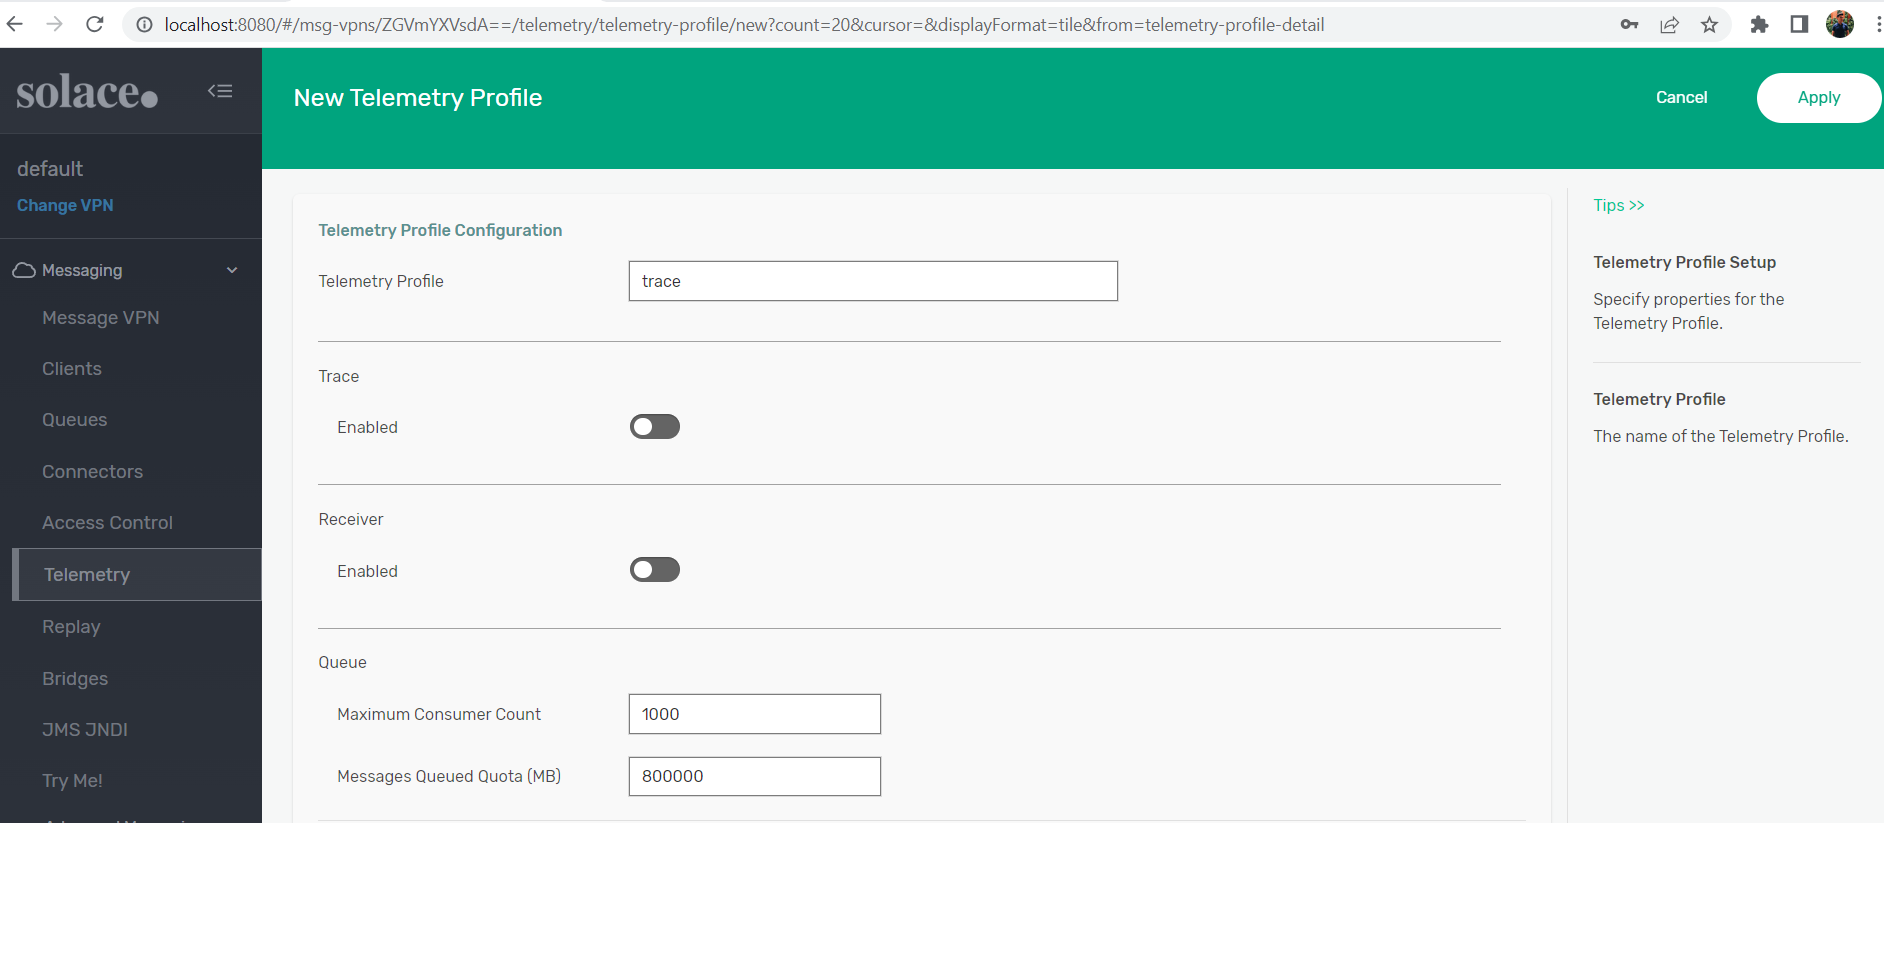 localhost:8080/#/msg-vpns/ZGVmYXVsdA==/telemetry/telemetry-profile/new?count=20&cursor=&displayFormat=tile&from=telemetry-profile-detail
solace.
New Telemetry Profile
Cancel
Apply
default
Change VPN
Messaging
Message VPN
Clients
Queues
Connectors
Access Control
Telemetry
Replay
Bridges
JMS JNDI
Try Me!
Telemetry Profile Configuration
Telemetry Profile
trace
Trace
Enabled
Receiver
Enabled
Queue
Maximum Consumer Count
1000
Messages Queued Quota (MB)
800000
Tips >>
Telemetry Profile Setup
Specify properties for the
Telemetry Profile.
Telemetry Profile
The name of the Telemetry Profile.